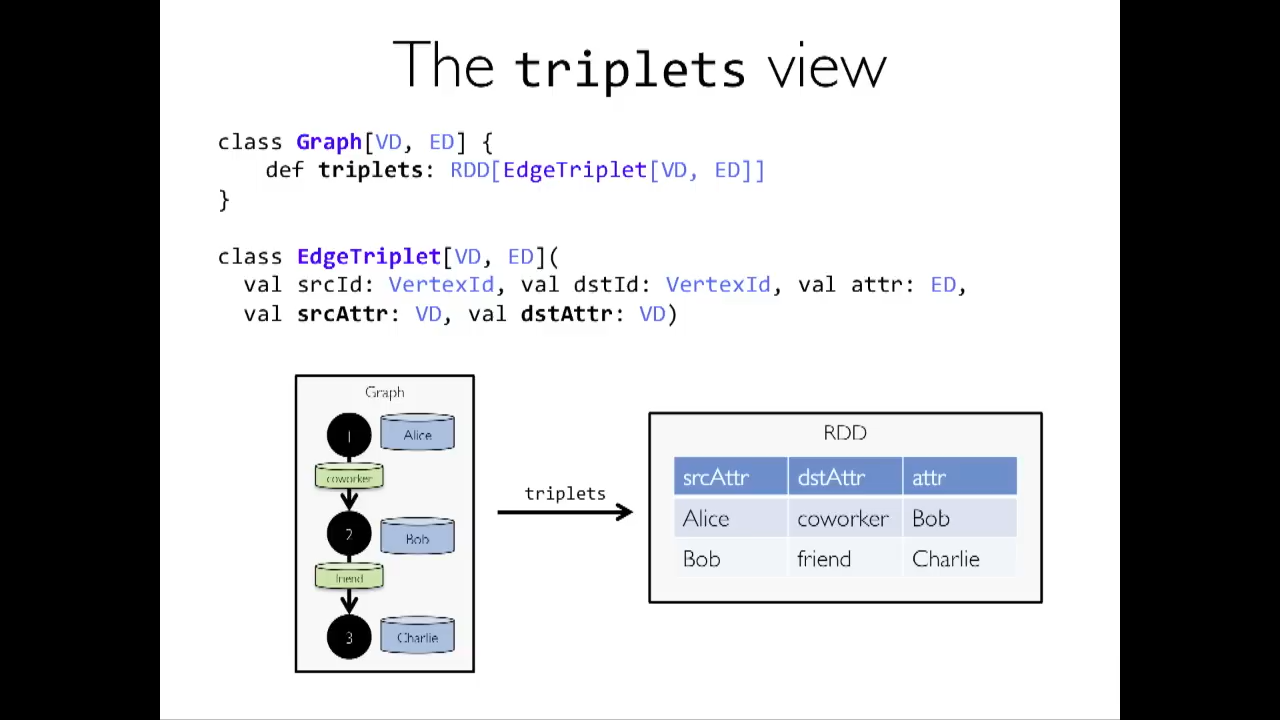 The triplets view
class Graph[VD, ED] {
def triplets: RDD[EdgeTriplet[VD, ED]]
}
class EdgeTriplet[VD, ED](
val srcId: VertexId, val dstId: VertexId, val attr: ED,
val srcAttr: VD, val dstAttr: VD)
Graph
1 Alice
coworker
2 Bob
friend
3 Charlie
triplets
RDD
srcAttr dstAttr attr
Alice coworker Bob
Bob friend Charlie